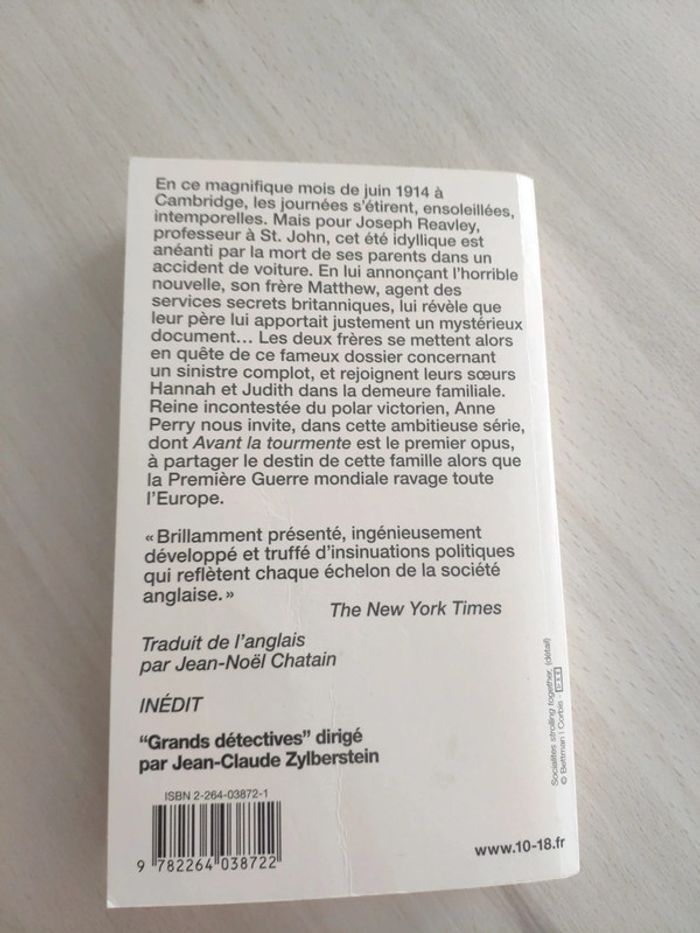 En ce magnifique mois de juin 1914 à
Cambridge, les journées s'étirent, ensoleillées,
intemporelles. Mais pour Joseph Reavley,
professeur à St. John, cet été idyllique est
anéanti par la mort de ses parents dans un
accident de voiture. En lui annonçant l'horrible
nouvelle, son frère Matthew, agent des
services secrets britanniques, lui révèle que
leur père lui apportait justement un mystérieux
document... Les deux frères se mettent alors
en quête de ce fameux dossier concernant
un sinistre complot, et rejoignent leurs sœurs
Hannah et Judith dans la demeure familiale.
Reine incontestée du polar victorien, Anne
Perry nous invite, dans cette ambitieuse série,
dont Avant la tourmente est le premier opus,
à partager le destin de cette famille alors que
la Première Guerre mondiale ravage toute
l'Europe.
« Brillamment présenté, ingénieusement
développé et truffé d'insinuations politiques
qui reflètent chaque échelon de la société
anglaise. »
The New York Times
Traduit de l'anglais
par Jean-Noël Chatain
INÉDIT
"Grands détectives" dirigé
par Jean-Claude Zylberstein
ISBN 2-264-03872-1
9 782264 038722
www.10-18.fr
Socialites strolling together, (détail)
© Bettman i Corbis -